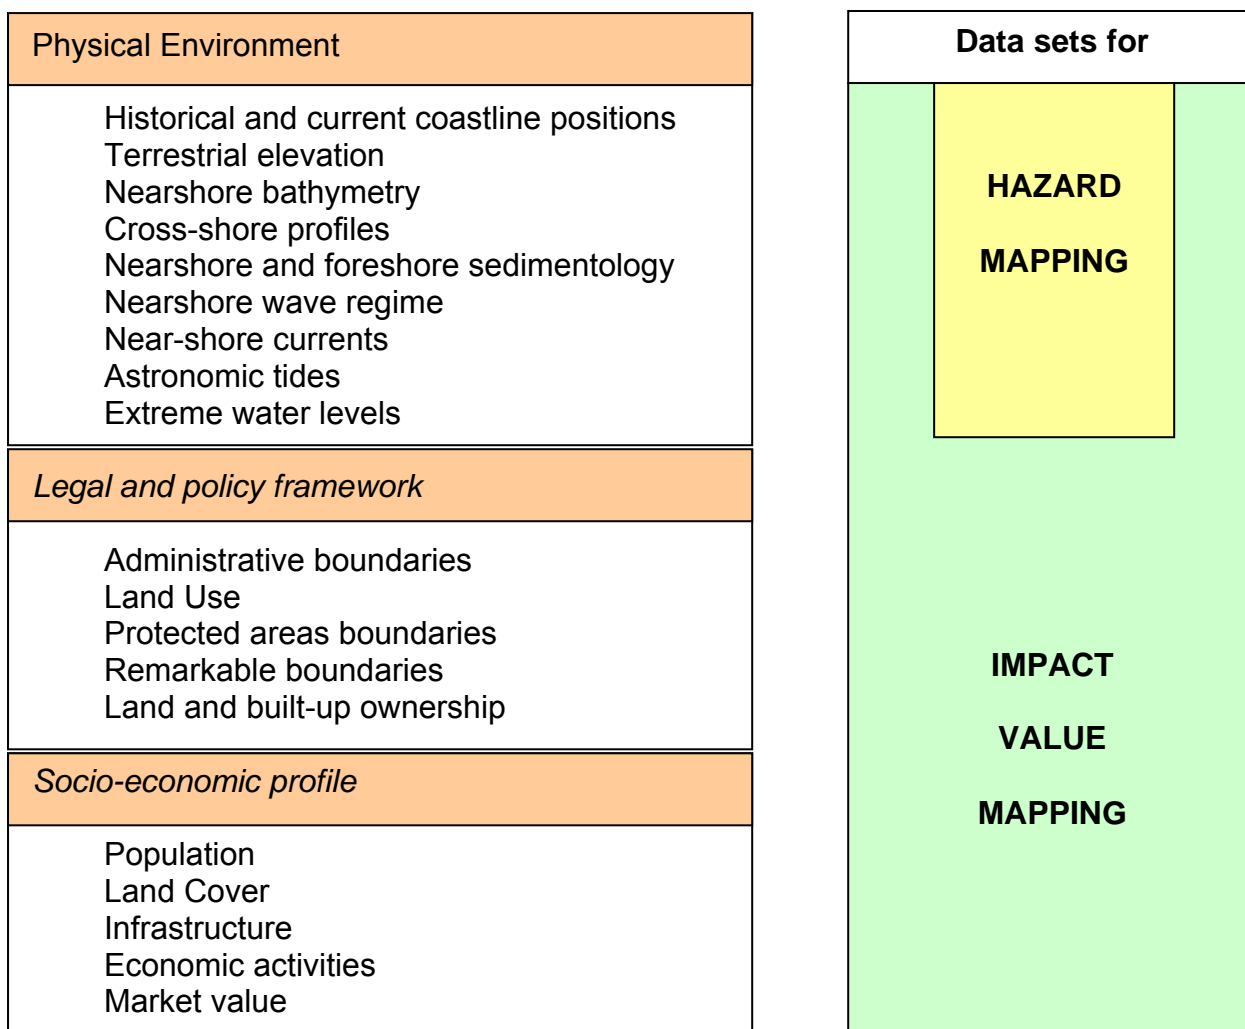 Physical Environment
Historical and current coastline positions
Terrestrial elevation
Nearshore bathymetry
Cross-shore profiles
Nearshore and foreshore sedimentology
Nearshore wave regime
Near-shore currents
Astronomic tides
Extreme water levels
Legal and policy framework
Administrative boundaries
Land Use
Protected areas boundaries
Remarkable boundaries
Land and built-up ownership
Socio-economic profile
Population
Land Cover
Infrastructure
Economic activities
Market value
Data sets for
HAZARD
MAPPING
IMPACT
VALUE
MAPPING